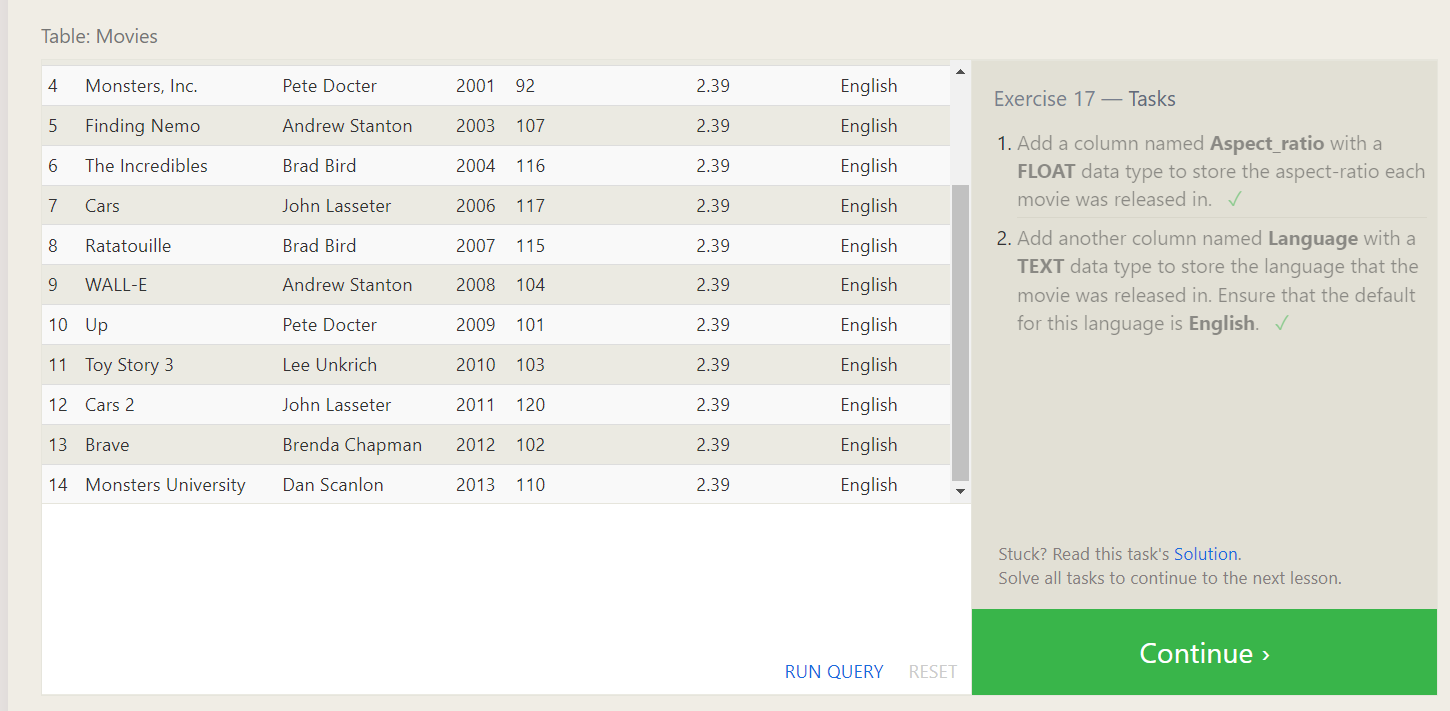 Table: Movies
4 Monsters, Inc. Pete Docter 2001 92 2.39 English
5 Finding Nemo Andrew Stanton 2003 107 2.39 English
6 The Incredibles Brad Bird 2004 116 2.39 English
7 Cars John Lasseter 2006 117 2.39 English
8 Ratatouille Brad Bird 2007 115 2.39 English
9 WALL-E Andrew Stanton 2008 104 2.39 English
10 Up Pete Docter 2009 101 2.39 English
11 Toy Story 3 Lee Unkrich 2010 103 2.39 English
12 Cars 2 John Lasseter 2011 120 2.39 English
13 Brave Brenda Chapman 2012 102 2.39 English
14 Monsters University Dan Scanlon 2013 110 2.39 English
RUN QUERY RESET
Exercise 17 — Tasks
1. Add a column named Aspect_ratio with a
FLOAT data type to store the aspect-ratio each
movie was released in. ✓
2. Add another column named Language with a
TEXT data type to store the language that the
movie was released in. Ensure that the default
for this language is English. ✓
Stuck? Read this task's Solution.
Solve all tasks to continue to the next lesson.
Continue ›